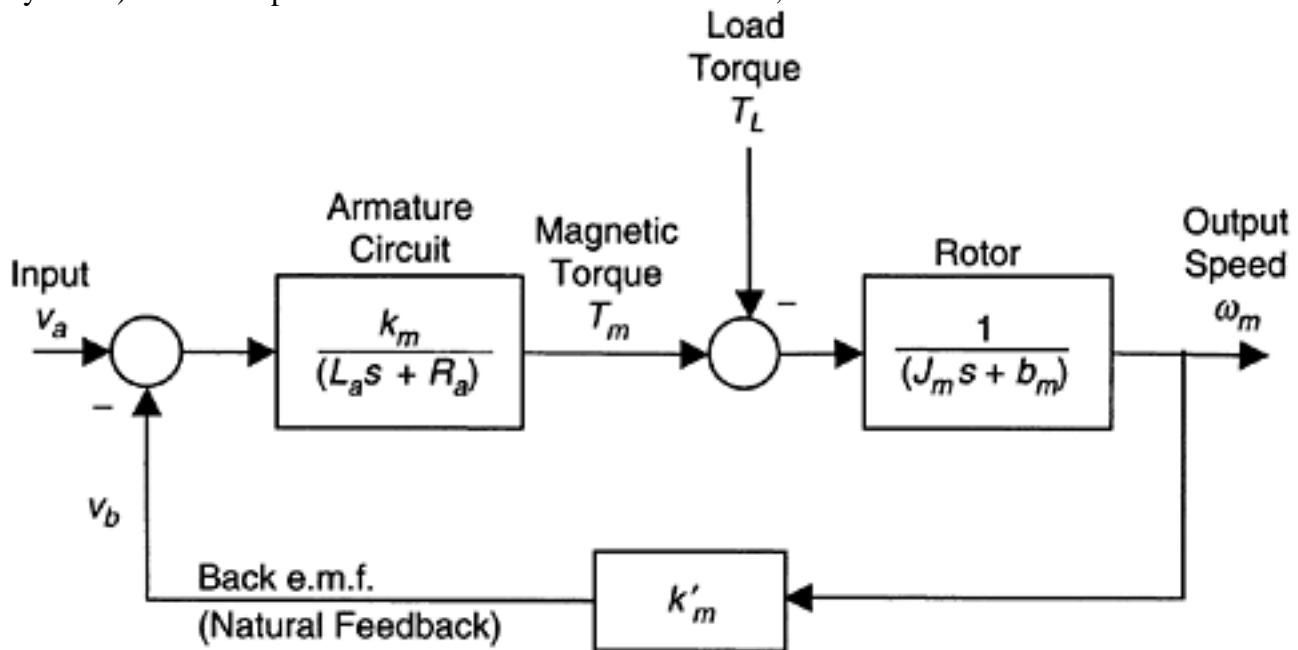 Load
Torque
T_L
Armature
Circuit
Magnetic
Torque
T_m
Rotor
Output
Speed
ω_m
Input
v_a
k_m
(L_a s + R_a)
1
(J_m s + b_m)
–
–
v_b
Back e.m.f.
(Natural Feedback)
k'_m